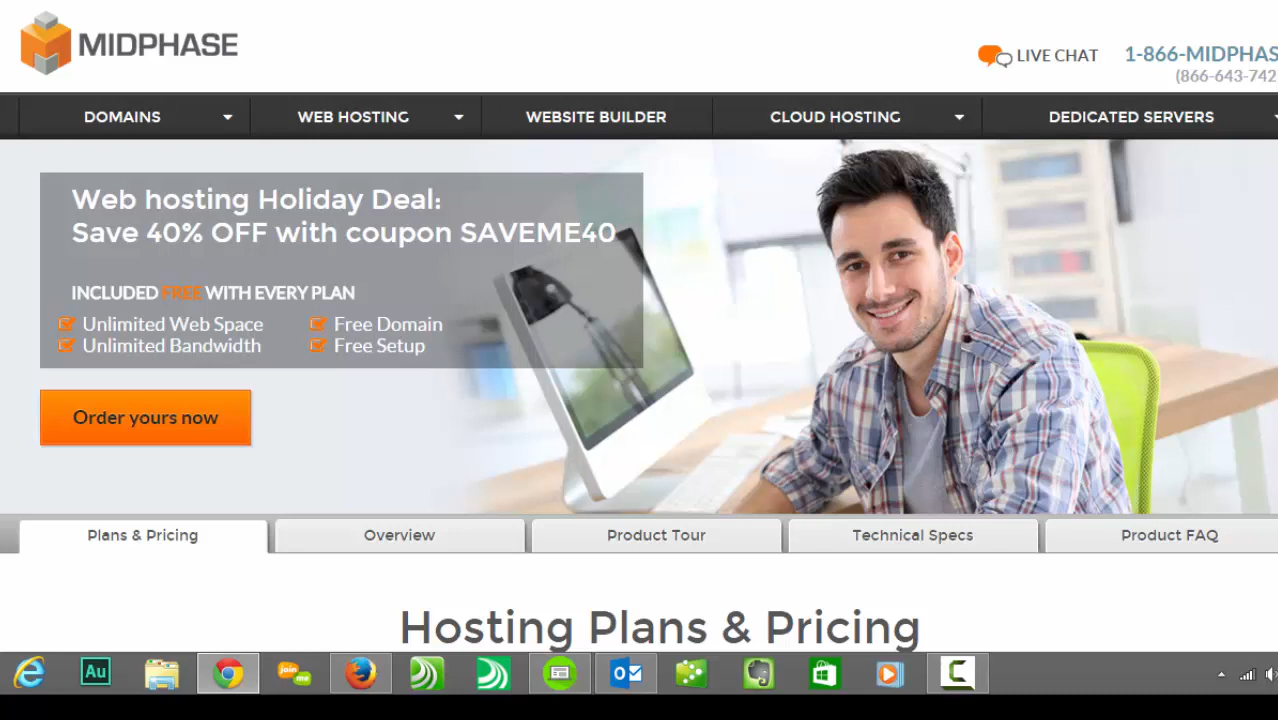 MIDPHASE
LIVE CHAT
1-866-MIDPHAS
(866-643-742
DOMAINS
WEB HOSTING
WEBSITE BUILDER
CLOUD HOSTING
DEDICATED SERVERS
Web hosting Holiday Deal:
Save 40% OFF with coupon SAVEME40
INCLUDED FREE WITH EVERY PLAN
Unlimited Web Space
Free Domain
Unlimited Bandwidth
Free Setup
Order yours now
Plans & Pricing
Overview
Product Tour
Technical Specs
Product FAQ
Hosting Plans & Pricing
Au
join
me